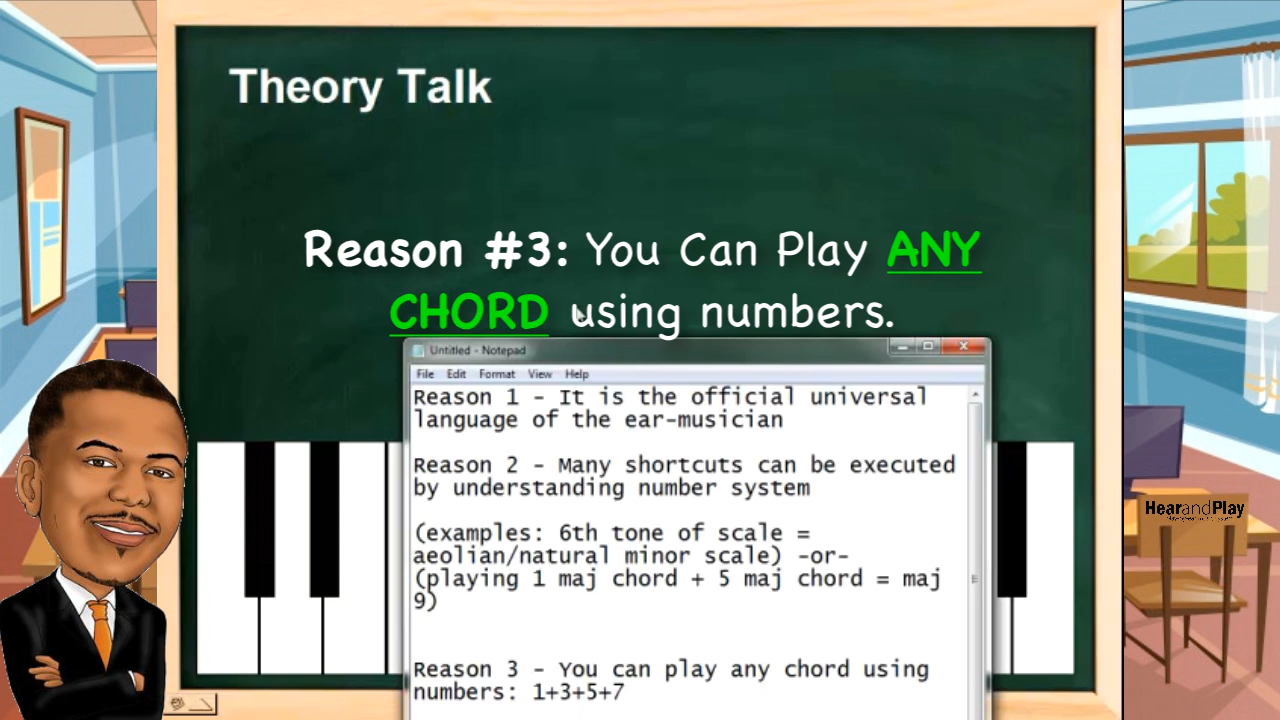 Theory Talk
Reason #3: You Can Play ANY
CHORD using numbers.
Untitled - Notepad
File Edit Format View Help
Reason 1 - It is the official universal
language of the ear-musician
Reason 2 - Many shortcuts can be executed
by understanding number system
(examples: 6th tone of scale =
aeolian/natural minor scale) -or-
(playing 1 maj chord + 5 maj chord = maj
9)
Reason 3 - You can play any chord using
numbers: 1+3+5+7
HearandPlay